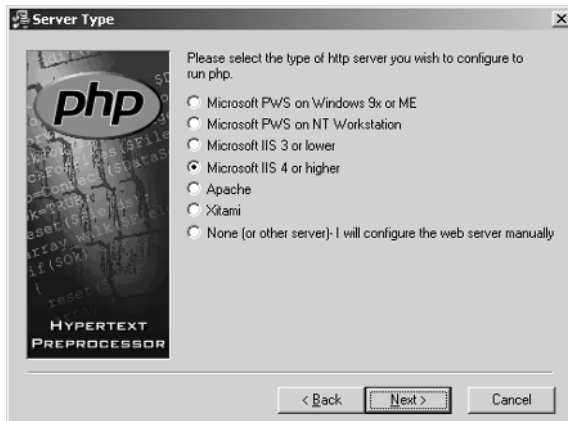 Server Type
Please select the type of http server you wish to configure to
run php.
Microsoft PWS on Windows 9x or ME
Microsoft PWS on NT Workstation
Microsoft IIS 3 or lower
Microsoft IIS 4 or higher
Apache
Xitami
None (or other server)- I will configure the web server manually
php
HYPERTEXT
PREPROCESSOR
< Back
Next >
Cancel